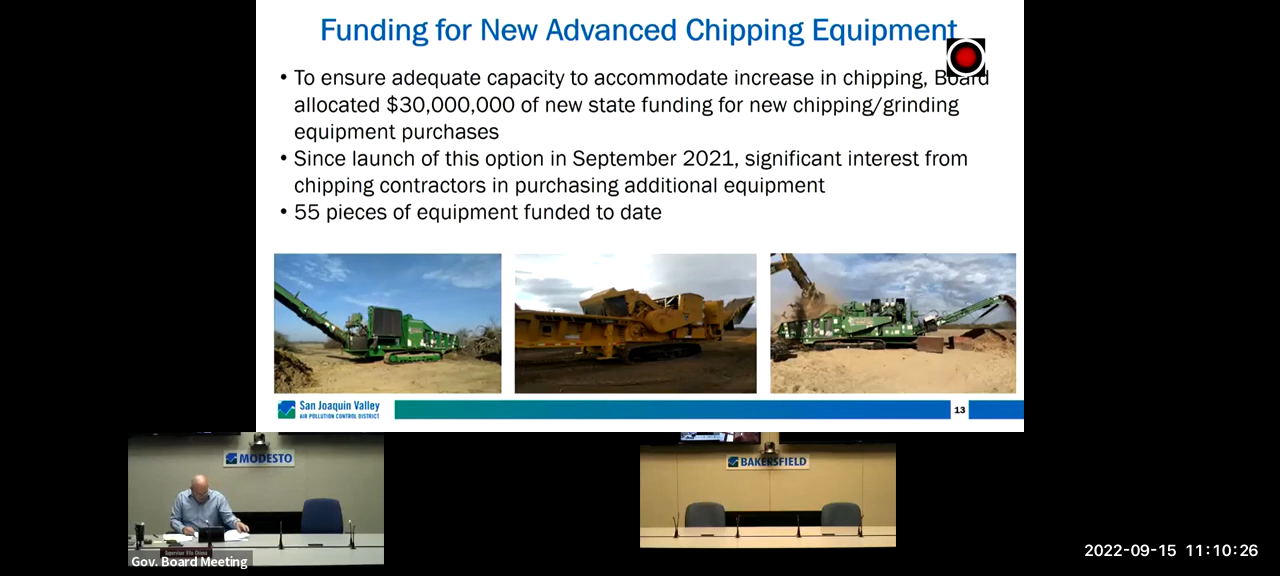 Funding for New Advanced Chipping Equipment
• To ensure adequate capacity to accommodate increase in chipping, Board
allocated $30,000,000 of new state funding for new chipping/grinding
equipment purchases
• Since launch of this option in September 2021, significant interest from
chipping contractors in purchasing additional equipment
• 55 pieces of equipment funded to date
San Joaquin Valley
AIR POLLUTION CONTROL DISTRICT
13
MODESTO
BAKERSFIELD
Gov. Board Meeting
2022-09-15 11:10:26